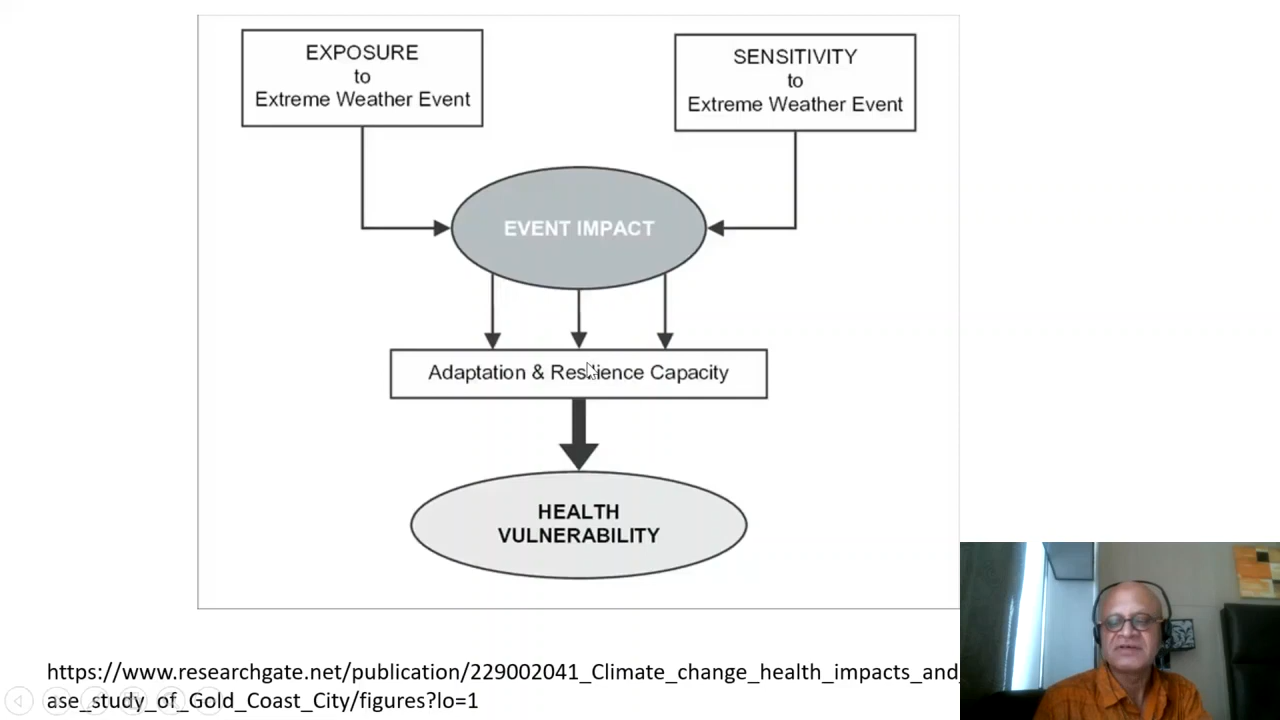 EXPOSURE
to
Extreme Weather Event
SENSITIVITY
to
Extreme Weather Event
EVENT IMPACT
Adaptation & Resilience Capacity
HEALTH
VULNERABILITY
https://www.researchgate.net/publication/229002041_Climate_change_health_impacts_and_
ase_study_of_Gold_Coast_City/figures?lo=1